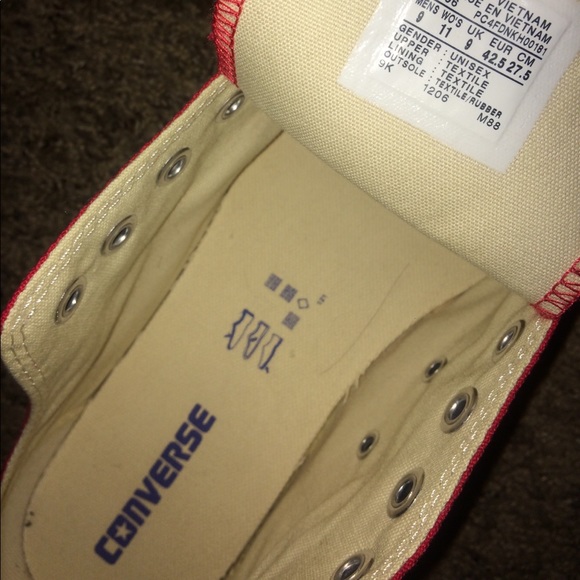 VIETNAM
EN VIETNAM
PC4FDNKH00181
MENS WO'S UK EUR CM
9 11 9 42.5 27.5
GENDER : UNISEX
UPPER : TEXTILE
LINING : TEXTILE
OUTSOLE : TEXTILE/RUBBER
9K 1206 M88
5
CONVERSE